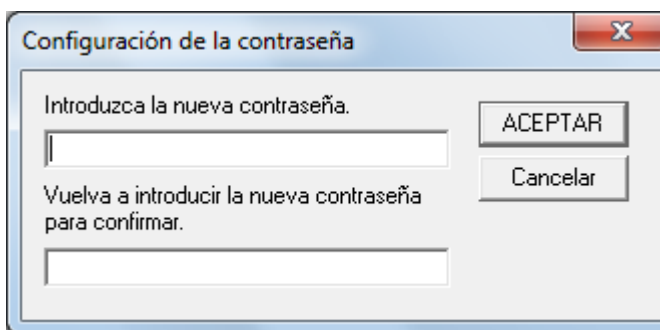 Configuración de la contraseña
Introduzca la nueva contraseña.
ACEPTAR
Cancelar
Vuelva a introducir la nueva contraseña
para confirmar.